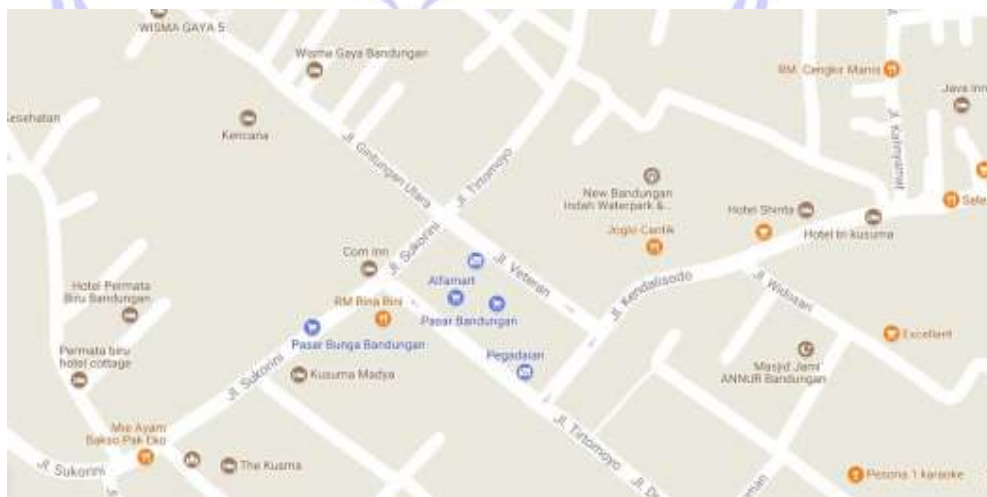 WISMA GAYA 5
Wisma Gaya Bandungan
RM. Cengkir Manis
Java Inn
Kesehatan
Kencana
Jl. Gintungan Utara
Jl. Tirtomoyo
Jl. Kalinyamat
New Bandungan
Indah Waterpark &..
Hotel Shinta
Sele
Joglo Cantik
Hotel tri kusuma
Jl. Sukorini
Com Inn
Jl. Veteran
Alfamart
Jl. Kendalisodo
Jl. Widosari
Hotel Permata
Biru Bandungan
RM Bina Bini
Pasar Bandungan
Excellent
Pasar Bunga Bandungan
Permata biru
hotel cottage
Pegadaian
Masjid Jami
ANNUR Bandungan
Kusuma Madya
Jl. Sukorini
Mie Ayam
Bakso Pak Eko
Jl. Tirtomoyo
Jl Sukorini
The Kusma
Pesona 1 karaoke